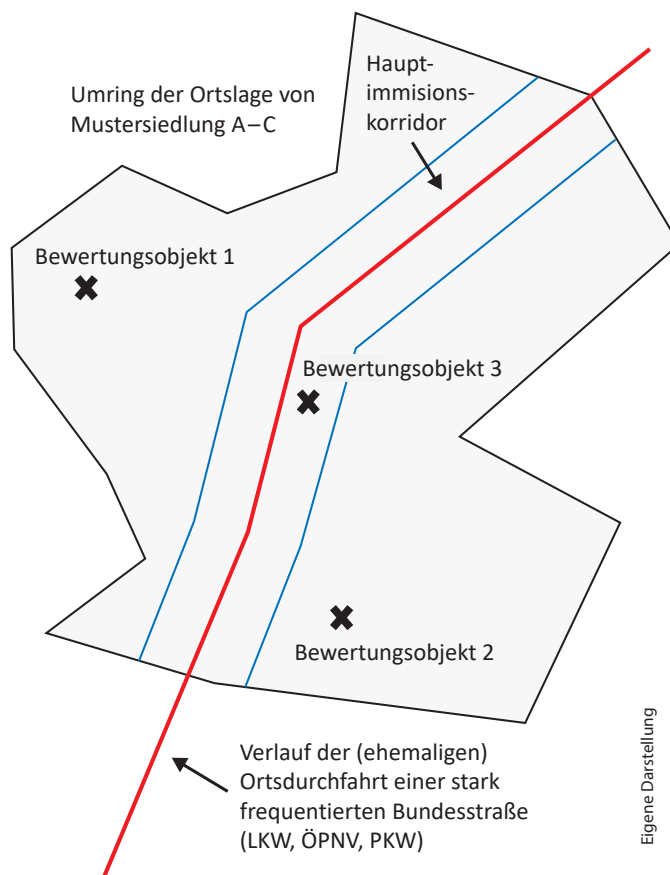 Umring der Ortslage von
Mustersiedlung A–C
Haupt-
immisions-
korridor
Bewertungsobjekt 1
Bewertungsobjekt 3
Bewertungsobjekt 2
Verlauf der (ehemaligen)
Ortsdurchfahrt einer stark
frequentierten Bundesstraße
(LKW, ÖPNV, PKW)
Eigene Darstellung